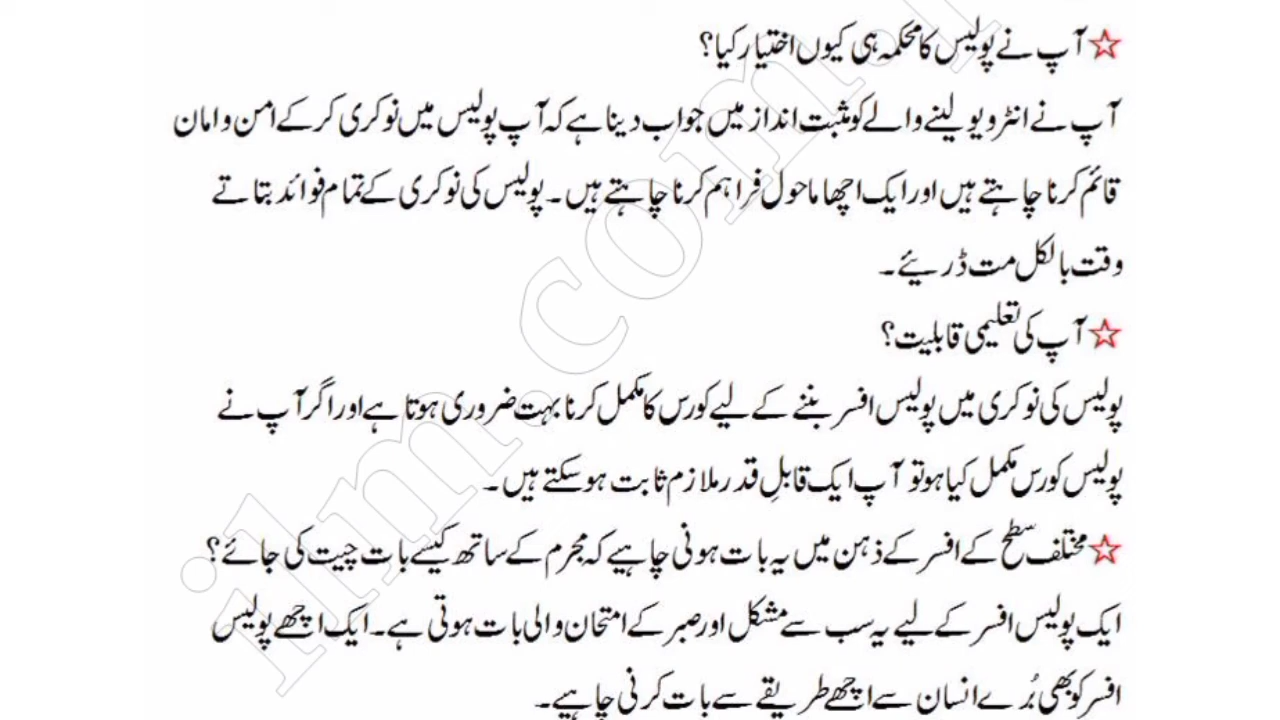 ☆آپ نے پولیس کا محکمہ ہی کیوں اختیار کیا؟
آپ نے انٹرویو لینے والے کو مثبت انداز میں جواب دینا ہے کہ آپ پولیس میں نوکری کر کے امن و امان
قائم کرنا چاہتے ہیں اور ایک اچھا ماحول فراہم کرنا چاہتے ہیں۔ پولیس کی نوکری کے تمام فوائد بتاتے
وقت بالکل مت ڈریئے۔
☆آپ کی تعلیمی قابلیت؟
پولیس کی نوکری میں پولیس افسر بننے کے لیے کورس کا مکمل کرنا بہت ضروری ہوتا ہے اور اگر آپ نے
پولیس کورس مکمل کیا ہو تو آپ ایک قابلِ قدر ملازم ثابت ہو سکتے ہیں۔
☆مختلف سطح کے افسر کے ذہن میں یہ بات ہونی چاہیے کہ مجرم کے ساتھ کیسے بات چیت کی جائے؟
ایک پولیس افسر کے لیے یہ سب سے مشکل اور صبر کے امتحان والی بات ہوتی ہے۔ ایک اچھے پولیس
افسر کو بھی بُرے انسان سے اچھے طریقے سے بات کرنی چاہیے۔
ilm.com.